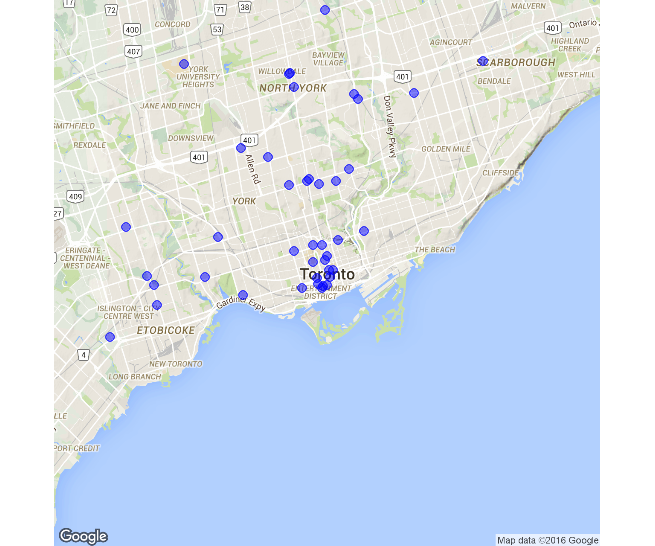 72
71
38
400
53
407
CONCORD
MALVERN
Ontario
401
HIGHLAND
CREEK
AGINCOURT
BAYVIEW
VILLAGE
YORK
UNIVERSITY
HEIGHTS
WILLOWDALE
401
SCARBOROUGH
WEST HILL
BENDALE
NORTH YORK
JANE AND FINCH
Don Valley Pkwy
SMITHFIELD
DOWNSVIEW
REXDALE
401
401
Allen Rd
GOLDEN MILE
CLIFFSIDE
409
YORK
27
ERINGATE -
CENTENNIAL -
WEST DEANE
THE BEACH
Toronto
ENTERTAINMENT
DISTRICT
Gardiner Expy
ISLINGTON - CITY
CENTRE WEST
ETOBICOKE
4
NEW TORONTO
LONG BRANCH
PORT CREDIT
Google
Map data ©2016 Google